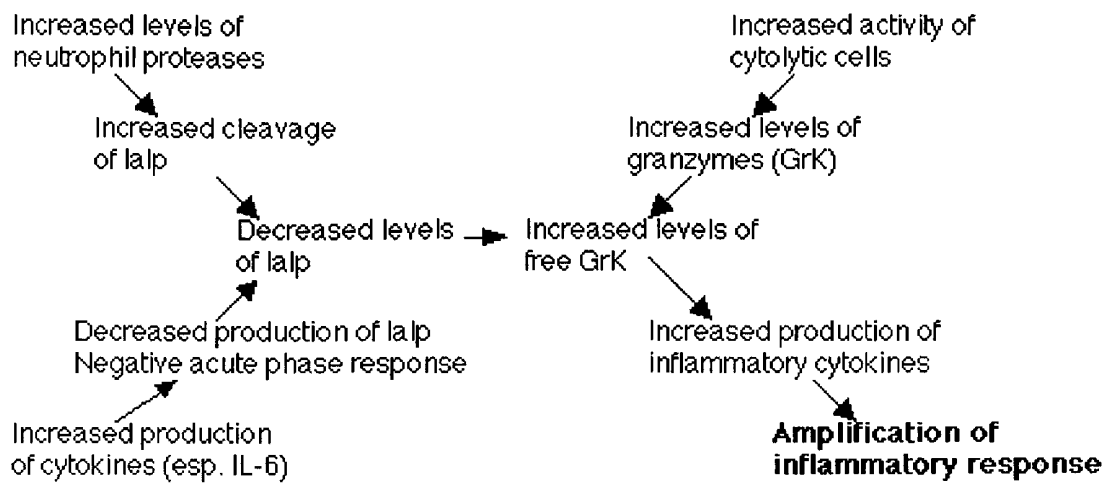 Increased levels of
neutrophil proteases
Increased activity of
cytolytic cells
Increased cleavage
of Ialp
Increased levels of
granzymes (GrK)
Decreased levels
of Ialp
Increased levels of
free GrK
Decreased production of Ialp
Negative acute phase response
Increased production of
inflammatory cytokines
Increased production
of cytokines (esp. IL-6)
Amplification of
inflammatory response